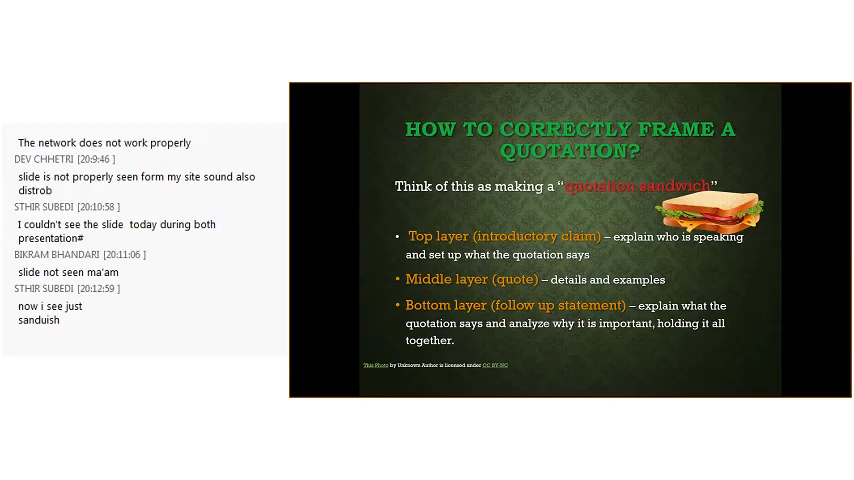 The network does not work properly
DEV CHHETRI [20:9:46 ]
slide is not properly seen form my site sound also
distrob
STHIR SUBEDI [20:10:58 ]
I couldn't see the slide  today during both
presentation#
BIKRAM BHANDARI [20:11:06 ]
slide not seen ma'am
STHIR SUBEDI [20:12:59 ]
now i see just
sanduish
HOW TO CORRECTLY FRAME A
QUOTATION?
Think of this as making a “quotation sandwich”
• Top layer (introductory claim) – explain who is speaking
and set up what the quotation says
• Middle layer (quote) – details and examples
• Bottom layer (follow up statement) – explain what the
quotation says and analyze why it is important, holding it all
together.
This Photo by Unknown Author is licensed under CC BY-NC